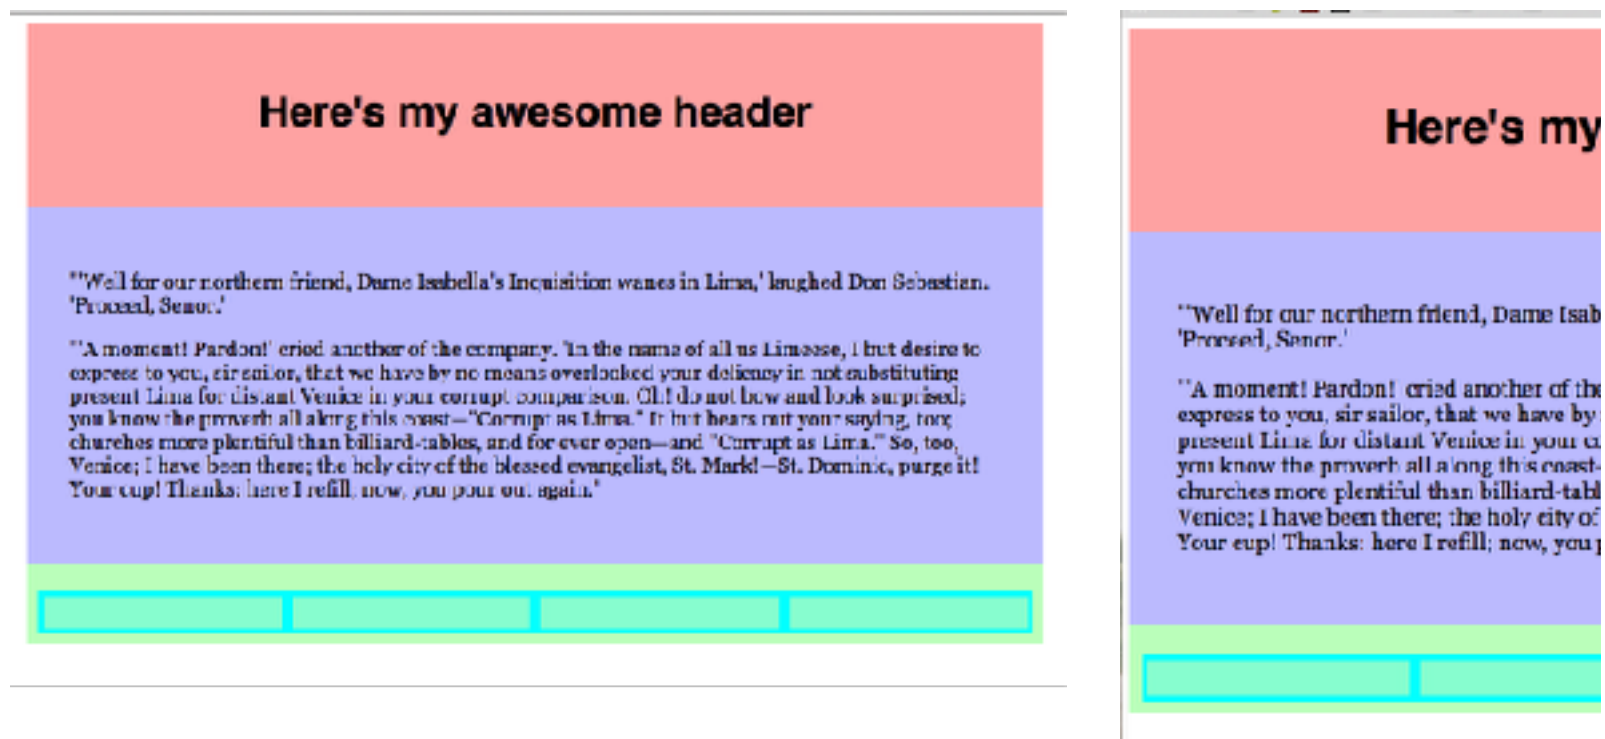 Here's my awesome header
"'Well for our northern friend, Dame Isabella's Inquisition wanes in Lima,' laughed Don Sebastian.
'Proceed, Senor.'
"'A moment! Pardon!' cried another of the company. 'In the name of all us Limeese, I but desire to
express to you, sir sailor, that we have by no means overlooked your delicacy in not substituting
present Lima for distant Venice in your corrupt comparison. Oh! do not bow and look surprised;
you know the proverb all along this coast—"Corrupt as Lima." It but bears out your saying, too;
churches more plentiful than billiard-tables, and for ever open—and "Corrupt as Lima." So, too,
Venice; I have been there; the holy city of the blessed evangelist, St. Mark!—St. Dominic, purge it!
Your cup! Thanks: here I refill; now, you pour out again.'
Here's my
"'Well for our northern friend, Dame Isab
'Proceed, Senor.'
"'A moment! Pardon!' cried another of the
express to you, sir sailor, that we have by
present Lima for distant Venice in your co
you know the proverb all along this coast—
churches more plentiful than billiard-tabl
Venice; I have been there; the holy city of
Your cup! Thanks: here I refill; now, you p